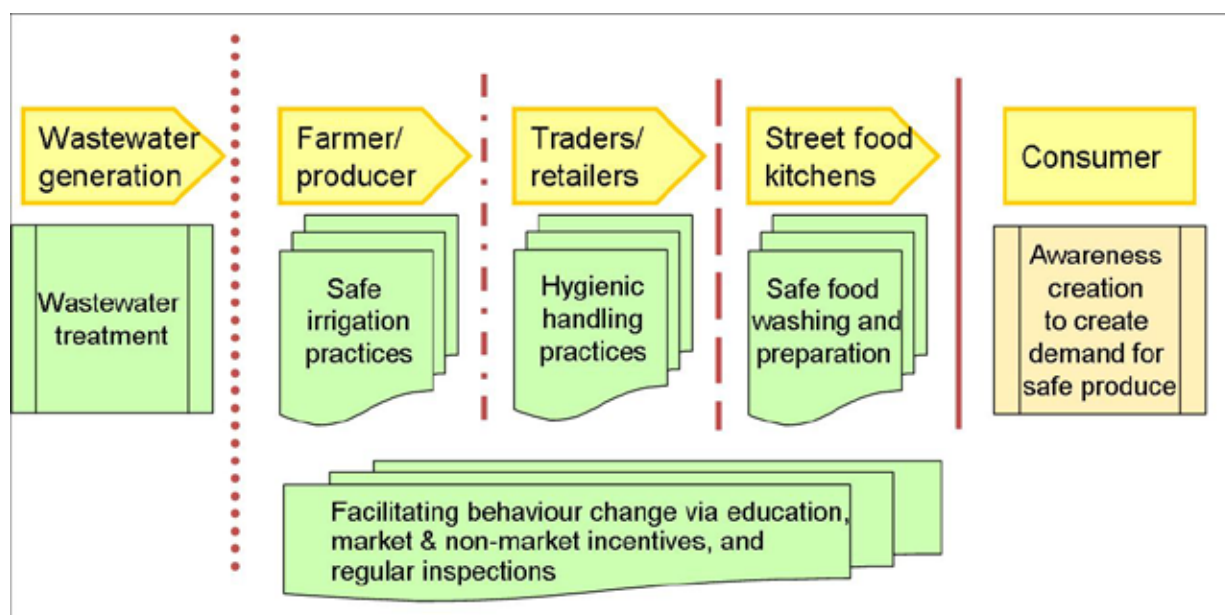 Wastewater
generation
Farmer/
producer
Traders/
retailers
Street food
kitchens
Consumer
Wastewater
treatment
Safe
irrigation
practices
Hygienic
handling
practices
Safe food
washing and
preparation
Awareness
creation
to create
demand for
safe produce
Facilitating behaviour change via education,
market & non-market incentives, and
regular inspections